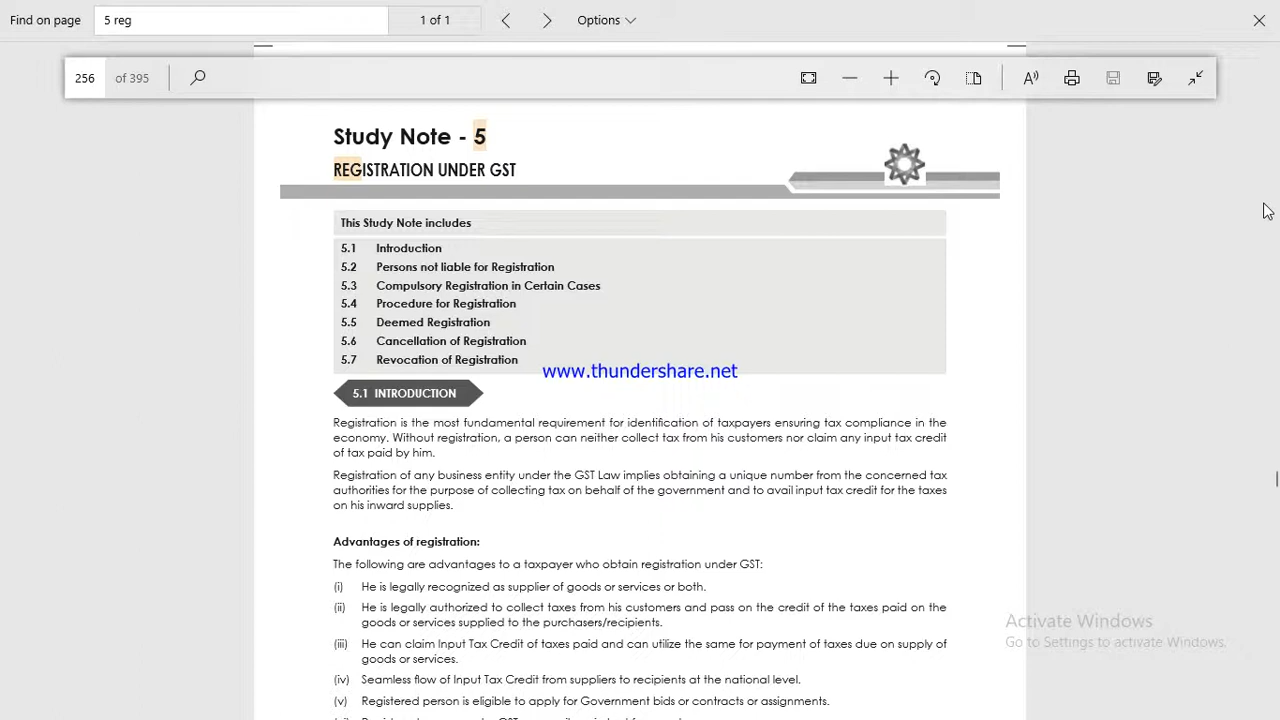 Find on page 5 reg 1 of 1 Options
256 of 395
Study Note - 5
REGISTRATION UNDER GST
This Study Note includes
5.1 Introduction
5.2 Persons not liable for Registration
5.3 Compulsory Registration in Certain Cases
5.4 Procedure for Registration
5.5 Deemed Registration
5.6 Cancellation of Registration
5.7 Revocation of Registration
www.thundershare.net
5.1 INTRODUCTION
Registration is the most fundamental requirement for identification of taxpayers ensuring tax compliance in the
economy. Without registration, a person can neither collect tax from his customers nor claim any input tax credit
of tax paid by him.
Registration of any business entity under the GST Law implies obtaining a unique number from the concerned tax
authorities for the purpose of collecting tax on behalf of the government and to avail input tax credit for the taxes
on his inward supplies.
Advantages of registration:
The following are advantages to a taxpayer who obtain registration under GST:
(i) He is legally recognized as supplier of goods or services or both.
(ii) He is legally authorized to collect taxes from his customers and pass on the credit of the taxes paid on the
goods or services supplied to the purchasers/recipients.
(iii) He can claim Input Tax Credit of taxes paid and can utilize the same for payment of taxes due on supply of
goods or services.
(iv) Seamless flow of Input Tax Credit from suppliers to recipients at the national level.
(v) Registered person is eligible to apply for Government bids or contracts or assignments.
Activate Windows
Go to Settings to activate Windows.